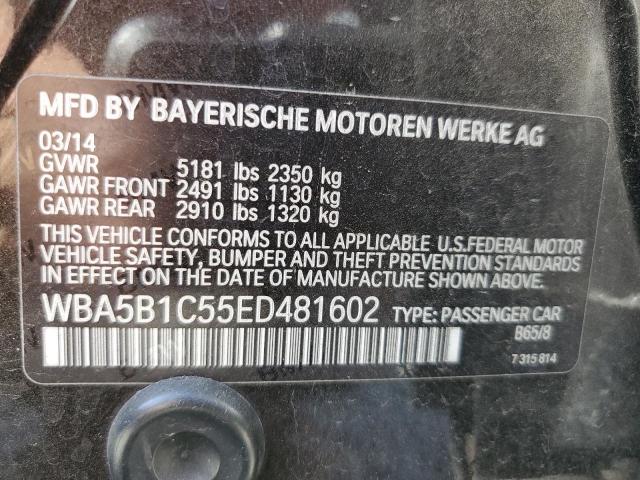 MFD BY BAYERISCHE MOTOREN WERKE AG
03/14
GVWR 5181 lbs 2350 kg
GAWR FRONT 2491 lbs 1130 kg
GAWR REAR 2910 lbs 1320 kg
THIS VEHICLE CONFORMS TO ALL APPLICABLE U.S.FEDERAL MOTOR
VEHICLE SAFETY, BUMPER AND THEFT PREVENTION STANDARDS
IN EFFECT ON THE DATE OF MANUFACTURE SHOWN ABOVE.
WBA5B1C55ED481602 TYPE: PASSENGER CAR
B65/8
7 315 814